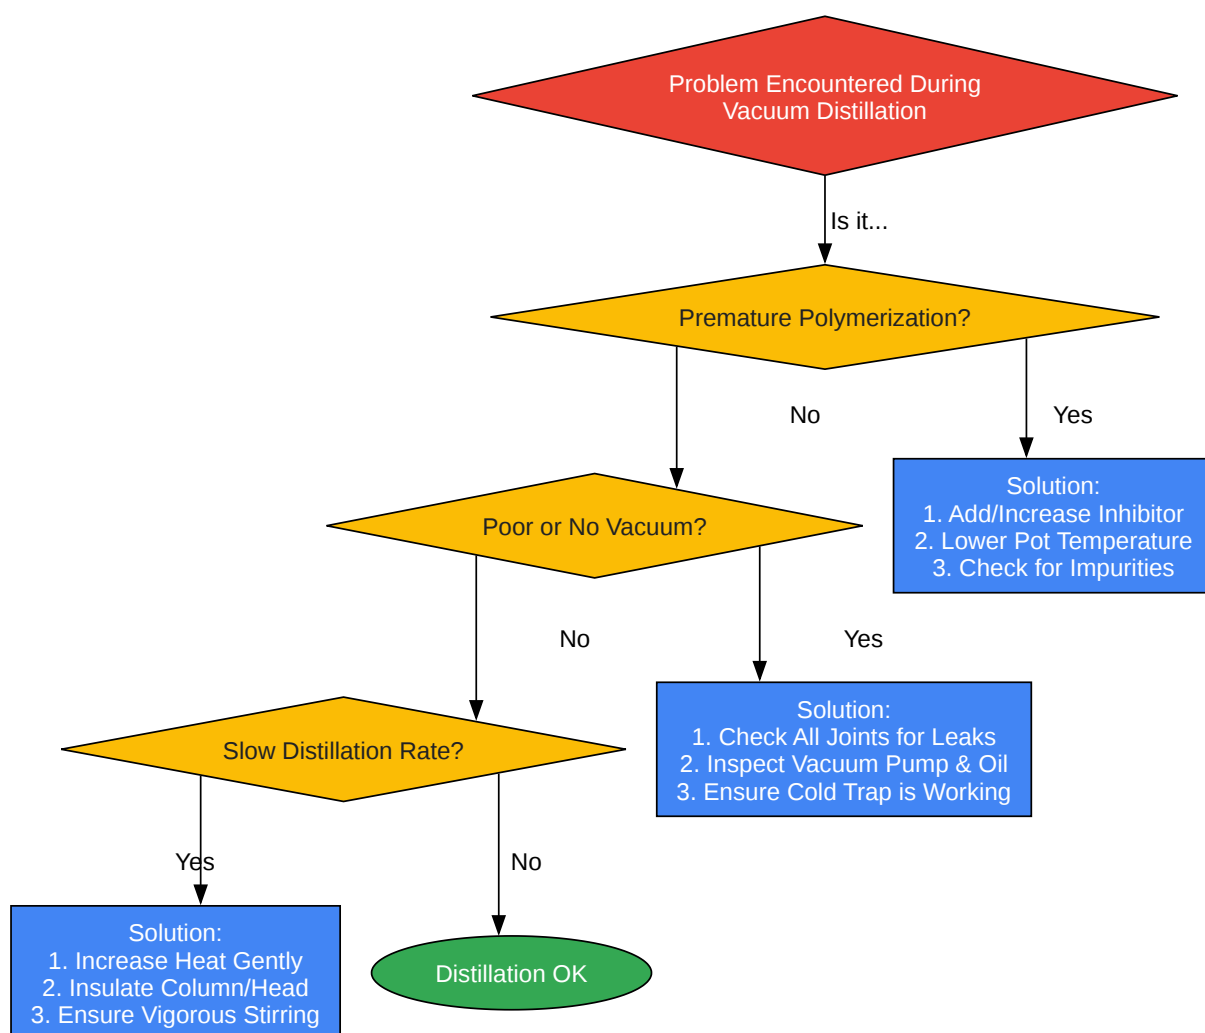 Problem Encountered During
Vacuum Distillation
Is it...
Premature Polymerization?
No
Yes
Solution:
1. Add/Increase Inhibitor
2. Lower Pot Temperature
3. Check for Impurities
Poor or No Vacuum?
No
Yes
Solution:
1. Check All Joints for Leaks
2. Inspect Vacuum Pump & Oil
3. Ensure Cold Trap is Working
Slow Distillation Rate?
Yes
No
Solution:
1. Increase Heat Gently
2. Insulate Column/Head
3. Ensure Vigorous Stirring
Distillation OK